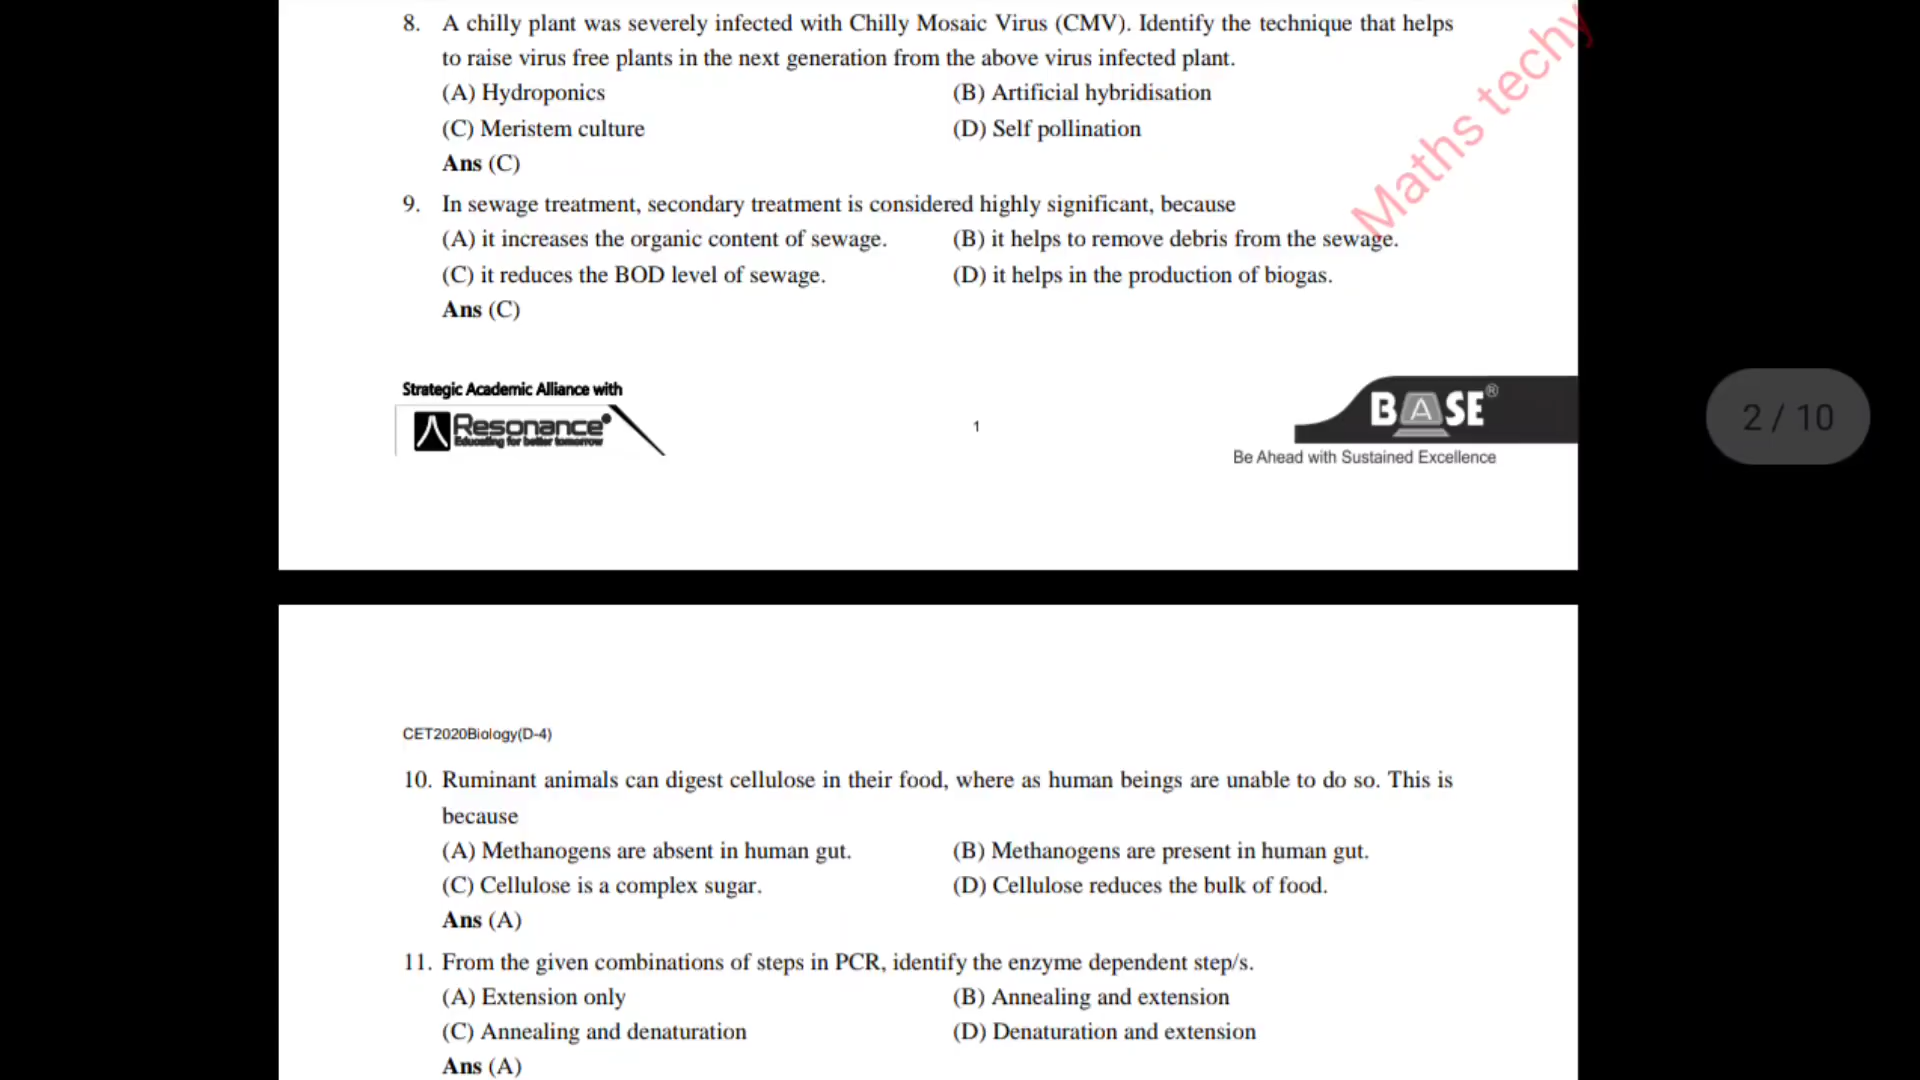 8. A chilly plant was severely infected with Chilly Mosaic Virus (CMV). Identify the technique that helps
to raise virus free plants in the next generation from the above virus infected plant.
(A) Hydroponics (B) Artificial hybridisation
(C) Meristem culture (D) Self pollination
Ans (C)
Maths techy
9. In sewage treatment, secondary treatment is considered highly significant, because
(A) it increases the organic content of sewage. (B) it helps to remove debris from the sewage.
(C) it reduces the BOD level of sewage. (D) it helps in the production of biogas.
Ans (C)
Strategic Academic Alliance with
Resonance®
Educating for better tomorrow
1
BASE®
Be Ahead with Sustained Excellence
2 / 10
CET2020Biology(D-4)
10. Ruminant animals can digest cellulose in their food, where as human beings are unable to do so. This is
because
(A) Methanogens are absent in human gut. (B) Methanogens are present in human gut.
(C) Cellulose is a complex sugar. (D) Cellulose reduces the bulk of food.
Ans (A)
11. From the given combinations of steps in PCR, identify the enzyme dependent step/s.
(A) Extension only (B) Annealing and extension
(C) Annealing and denaturation (D) Denaturation and extension
Ans (A)